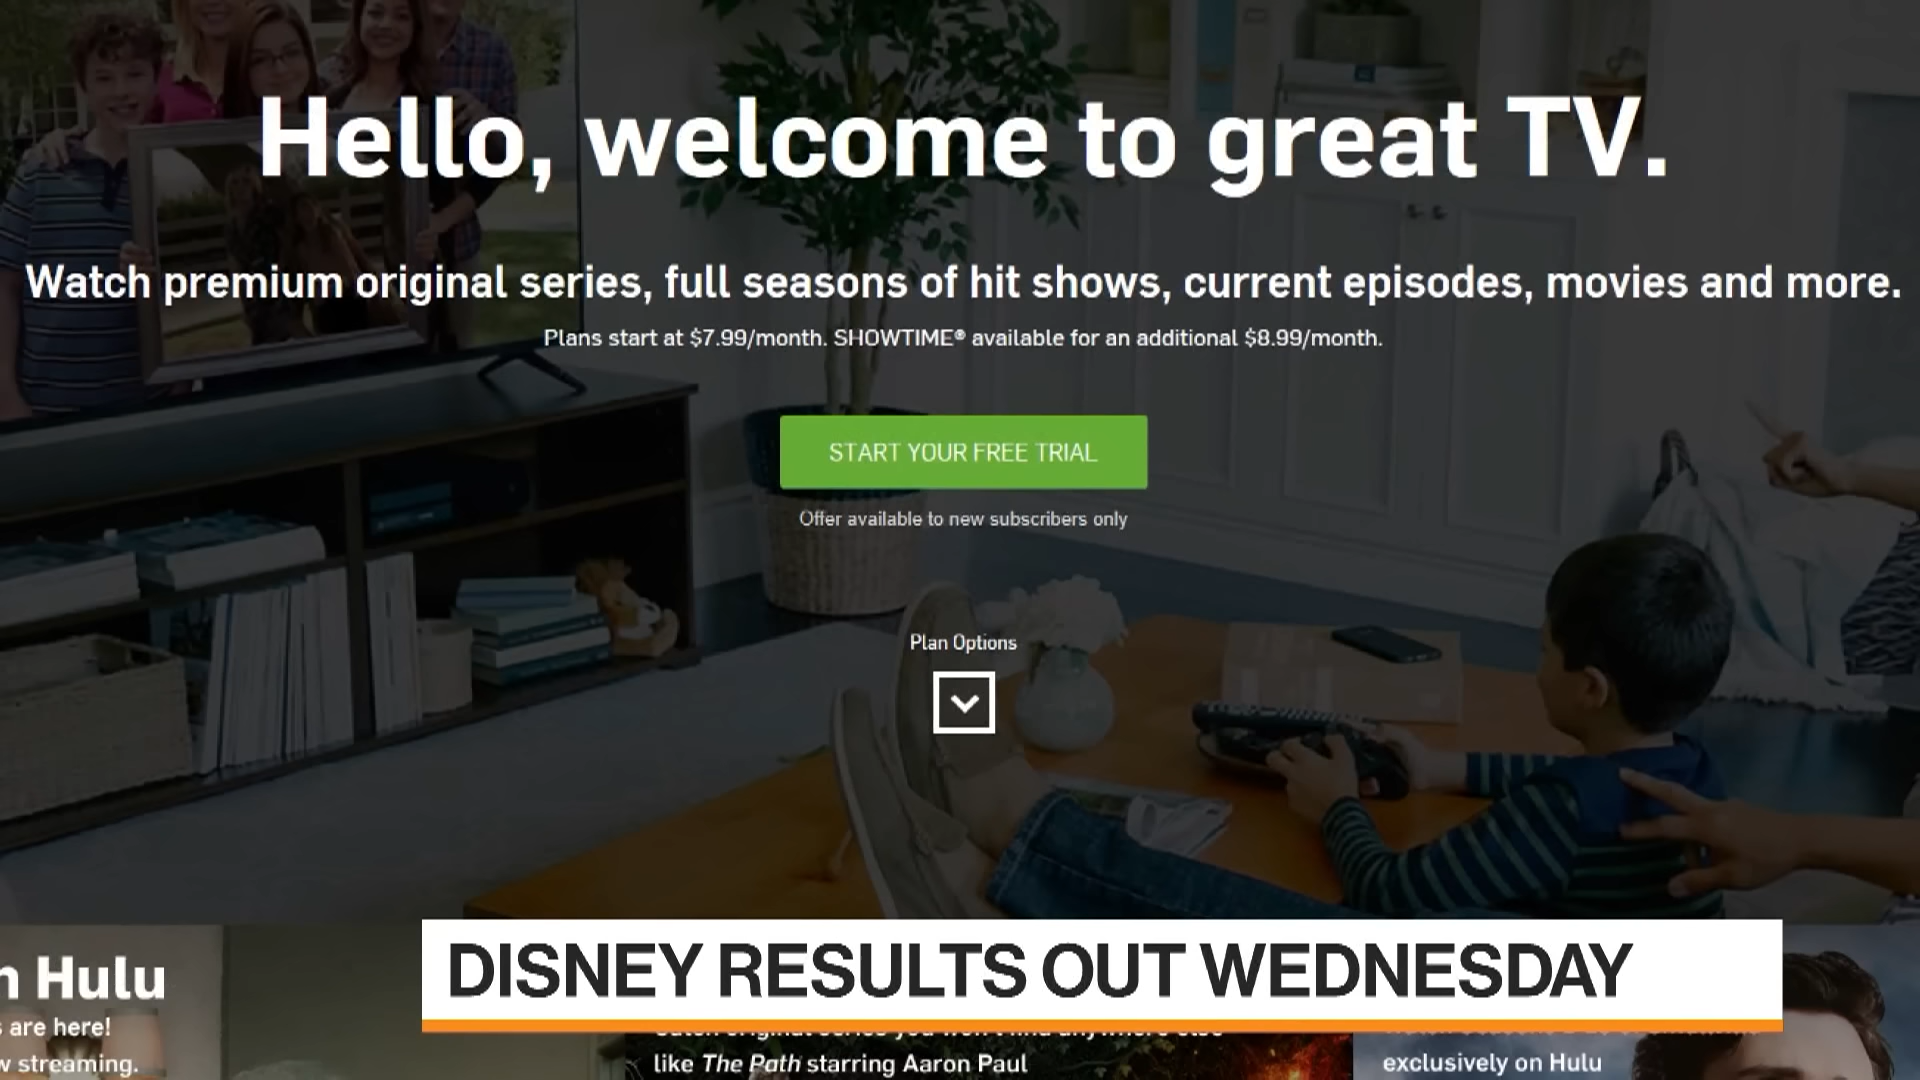 Hello, welcome to great TV.
Watch premium original series, full seasons of hit shows, current episodes, movies and more.
Plans start at $7.99/month. SHOWTIME® available for an additional $8.99/month.
START YOUR FREE TRIAL
Offer available to new subscribers only
Plan Options
DISNEY RESULTS OUT WEDNESDAY
n Hulu
s are here!
w streaming.
like The Path starring Aaron Paul
exclusively on Hulu